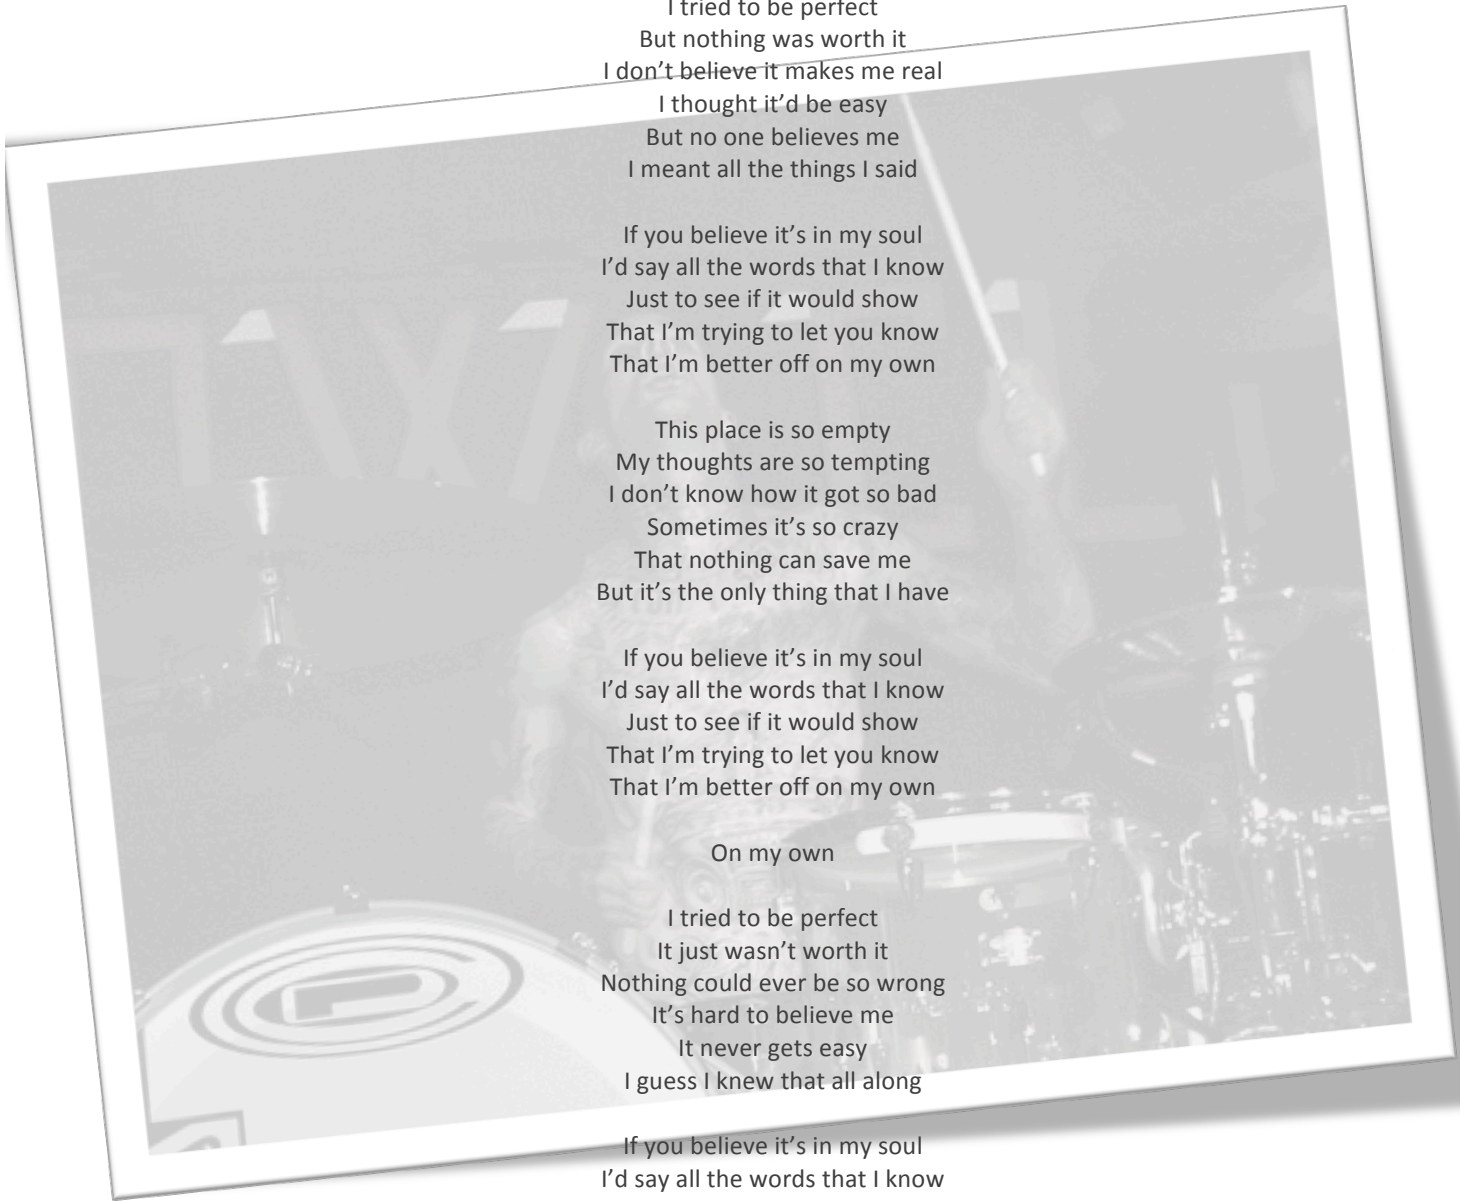 I tried to be perfect
But nothing was worth it
I don’t believe it makes me real
I thought it’d be easy
But no one believes me
I meant all the things I said

If you believe it’s in my soul
I’d say all the words that I know
Just to see if it would show
That I’m trying to let you know
That I’m better off on my own

This place is so empty
My thoughts are so tempting
I don’t know how it got so bad
Sometimes it’s so crazy
That nothing can save me
But it’s the only thing that I have

If you believe it’s in my soul
I’d say all the words that I know
Just to see if it would show
That I’m trying to let you know
That I’m better off on my own

On my own

I tried to be perfect
It just wasn’t worth it
Nothing could ever be so wrong
It’s hard to believe me
It never gets easy
I guess I knew that all along

If you believe it’s in my soul
I’d say all the words that I know